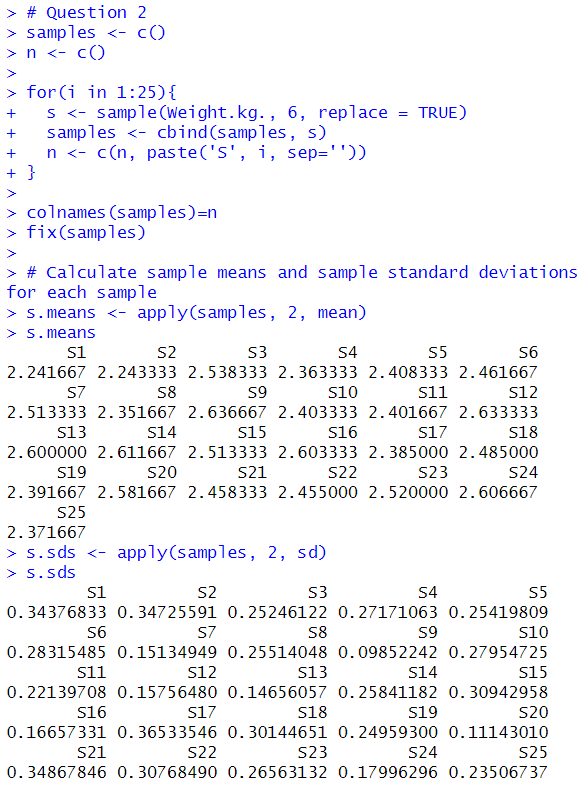 > # Question 2
> samples <- c()
> n <- c()
>
> for(i in 1:25){
+   s <- sample(Weight.kg., 6, replace = TRUE)
+   samples <- cbind(samples, s)
+   n <- c(n, paste('S', i, sep=''))
+ }
>
> colnames(samples)=n
> fix(samples)
>
> # Calculate sample means and sample standard deviations
for each sample
> s.means <- apply(samples, 2, mean)
> s.means
      S1       S2       S3       S4       S5       S6
2.241667 2.243333 2.538333 2.363333 2.408333 2.461667
      S7       S8       S9      S10      S11      S12
2.513333 2.351667 2.636667 2.403333 2.401667 2.633333
     S13      S14      S15      S16      S17      S18
2.600000 2.611667 2.513333 2.603333 2.385000 2.485000
     S19      S20      S21      S22      S23      S24
2.391667 2.581667 2.458333 2.455000 2.520000 2.606667
     S25
2.371667
> s.sds <- apply(samples, 2, sd)
> s.sds
        S1         S2         S3         S4         S5
0.34376833 0.34725591 0.25246122 0.27171063 0.25419809
        S6         S7         S8         S9        S10
0.28315485 0.15134949 0.25514048 0.09852242 0.27954725
       S11        S12        S13        S14        S15
0.22139708 0.15756480 0.14656057 0.25841182 0.30942958
       S16        S17        S18        S19        S20
0.16657331 0.36533546 0.30144651 0.24959300 0.11143010
       S21        S22        S23        S24        S25
0.34867846 0.30768490 0.26563132 0.17996296 0.23506737